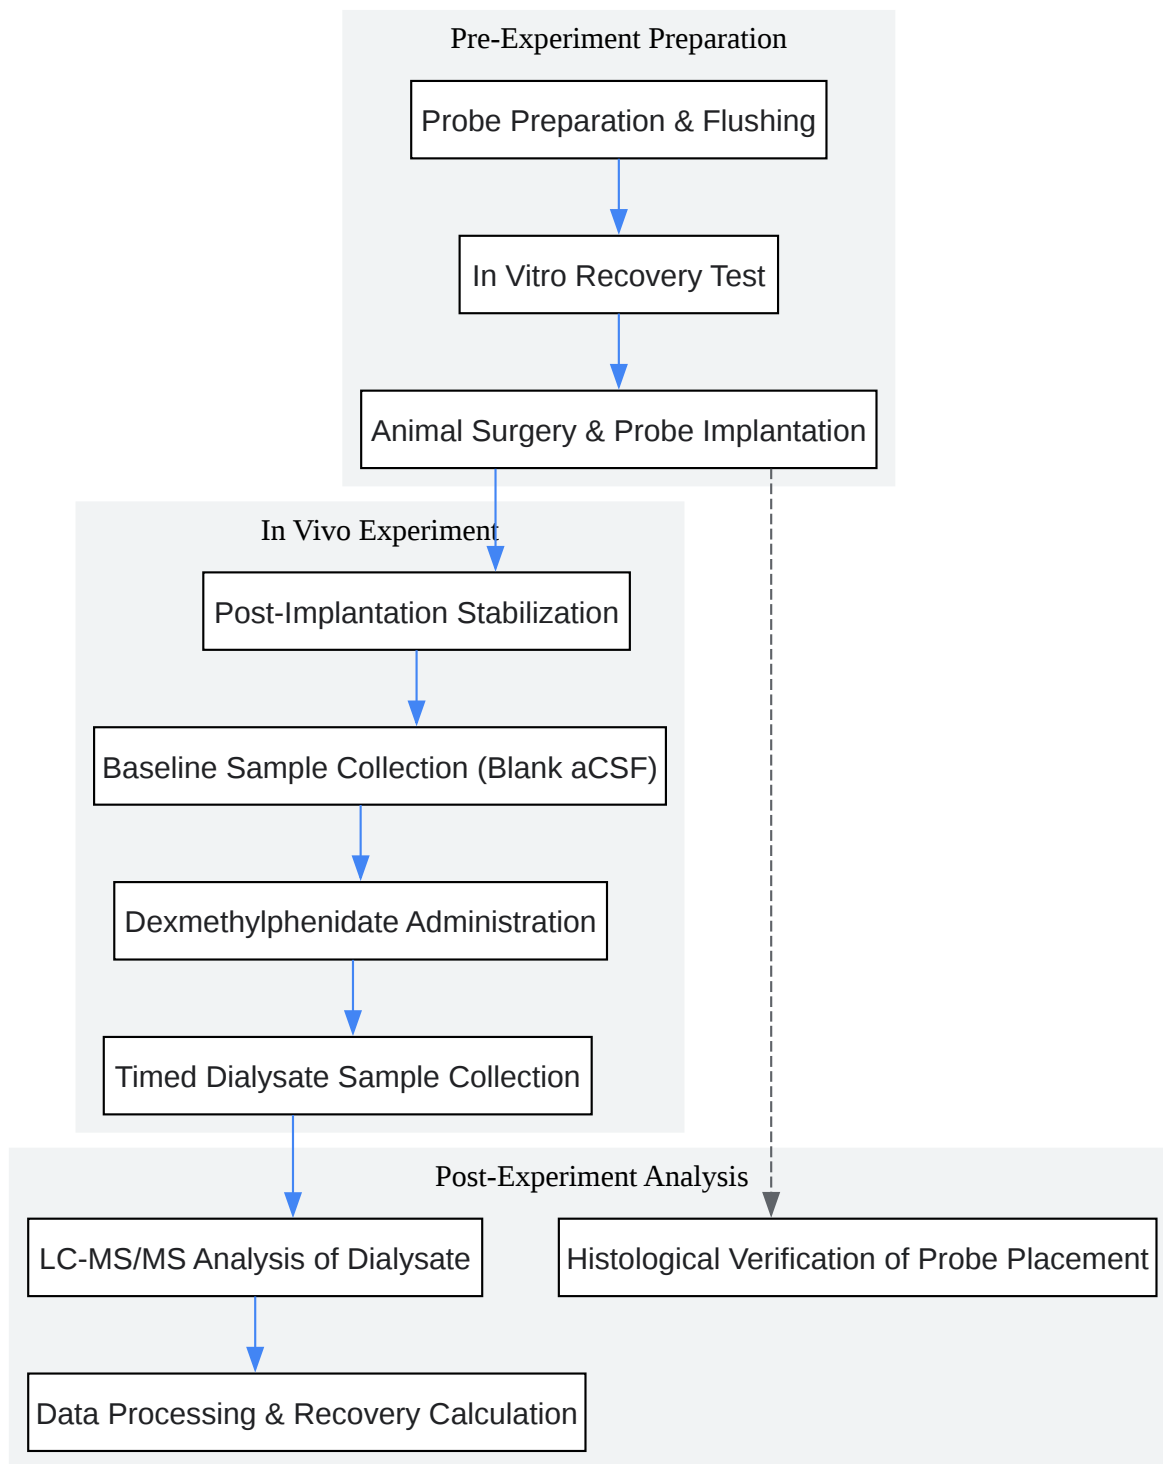 Pre-Experiment Preparation
Probe Preparation & Flushing
In Vitro Recovery Test
Animal Surgery & Probe Implantation
In Vivo Experiment
Post-Implantation Stabilization
Baseline Sample Collection (Blank aCSF)
Dexmethylphenidate Administration
Timed Dialysate Sample Collection
Post-Experiment Analysis
LC-MS/MS Analysis of Dialysate
Histological Verification of Probe Placement
Data Processing & Recovery Calculation